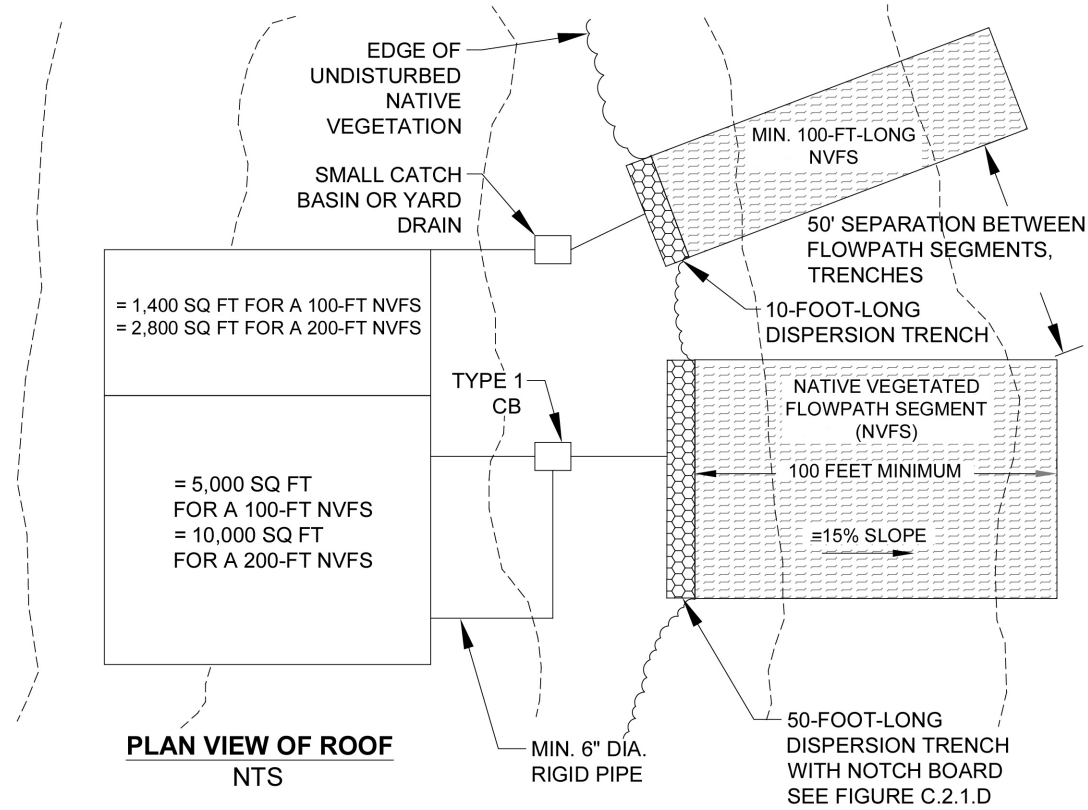 EDGE OF
UNDISTURBED
NATIVE
VEGETATION
SMALL CATCH
BASIN OR YARD
DRAIN
MIN. 100-FT-LONG
NVFS
50' SEPARATION BETWEEN
FLOWPATH SEGMENTS,
TRENCHES
10-FOOT-LONG
DISPERSION TRENCH
= 1,400 SQ FT FOR A 100-FT NVFS
= 2,800 SQ FT FOR A 200-FT NVFS
TYPE 1
CB
NATIVE VEGETATED
FLOWPATH SEGMENT
(NVFS)
100 FEET MINIMUM
=15% SLOPE
= 5,000 SQ FT
FOR A 100-FT NVFS
= 10,000 SQ FT
FOR A 200-FT NVFS
PLAN VIEW OF ROOF
NTS
MIN. 6" DIA.
RIGID PIPE
50-FOOT-LONG
DISPERSION TRENCH
WITH NOTCH BOARD
SEE FIGURE C.2.1.D